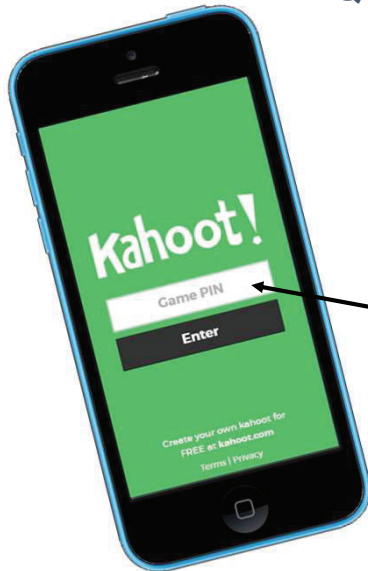 Kahoot!
Game PIN
Enter
Create your own kahoot for
FREE at kahoot.com
Terms | Privacy